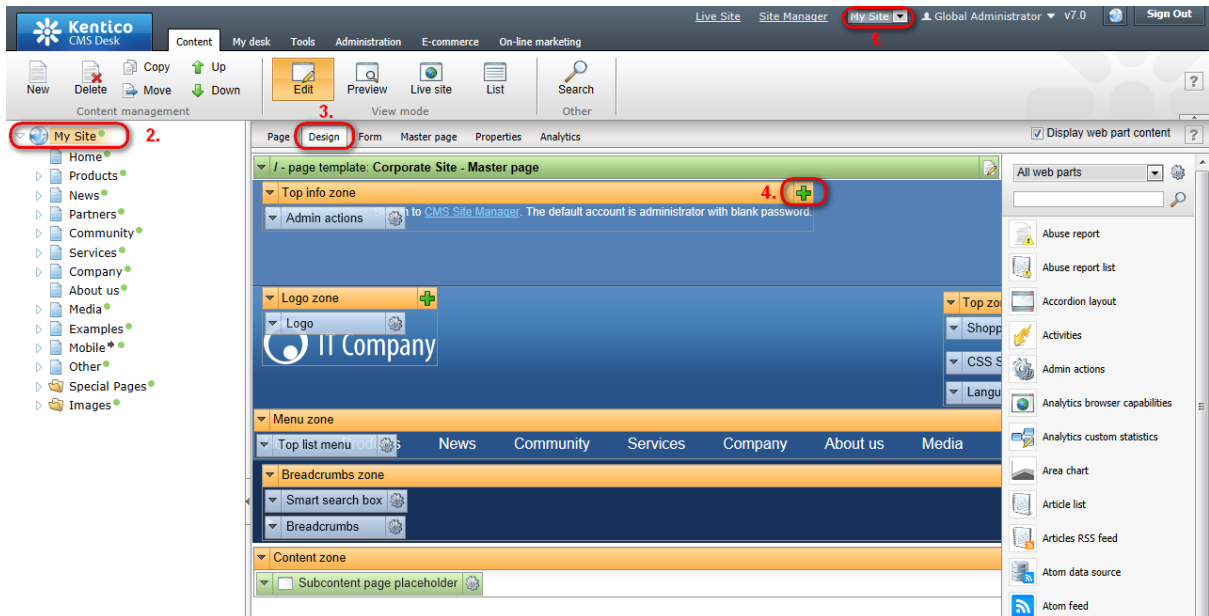 Kentico
CMS Desk
Live Site Site Manager My Site Global Administrator v7.0 Sign Out
1.
Content My desk Tools Administration E-commerce On-line marketing
New Delete Copy Move Up Down
Content management
Edit Preview Live site List
View mode
Search
Other
3.
My Site
2.
Home
Products
News
Partners
Community
Services
Company
About us
Media
Examples
Mobile
Other
Special Pages
Images
Page Design Form Master page Properties Analytics
Display web part content
/ - page template: Corporate Site - Master page
Top info zone
4.
Admin actions
to CMS Site Manager. The default account is administrator with blank password.
Logo zone
Logo
IT Company
Top zo
Shopp
CSS S
Langu
Menu zone
Top list menu
News Community Services Company About us Media
Breadcrumbs zone
Smart search box
Breadcrumbs
Content zone
Subcontent page placeholder
All web parts
Abuse report
Abuse report list
Accordion layout
Activities
Admin actions
Analytics browser capabilities
Analytics custom statistics
Area chart
Article list
Articles RSS feed
Atom data source
Atom feed